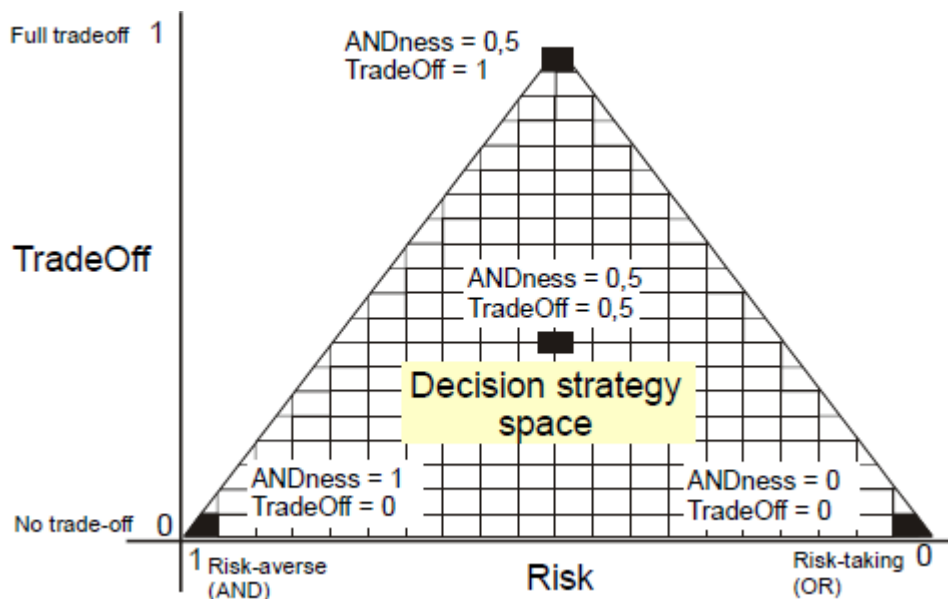 Full tradeoff 1
ANDness = 0,5
TradeOff = 1
TradeOff
ANDness = 0,5
TradeOff = 0,5
Decision strategy
space
ANDness = 1
TradeOff = 0
ANDness = 0
TradeOff = 0
No trade-off 0
1 Risk-averse
(AND)
Risk
Risk-taking 0
(OR)